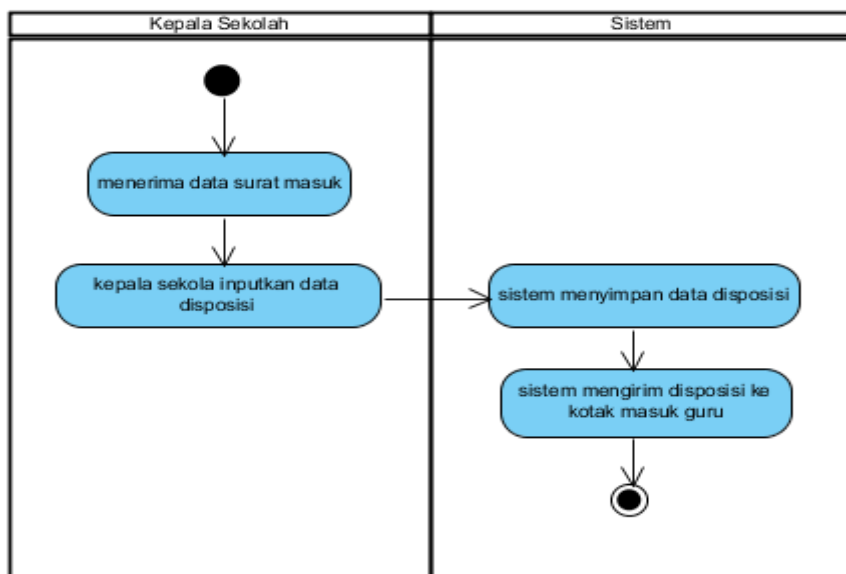 Kepala Sekolah
Sistem
menerima data surat masuk
kepala sekola inputkan data
disposisi
sistem menyimpan data disposisi
sistem mengirim disposisi ke
kotak masuk guru